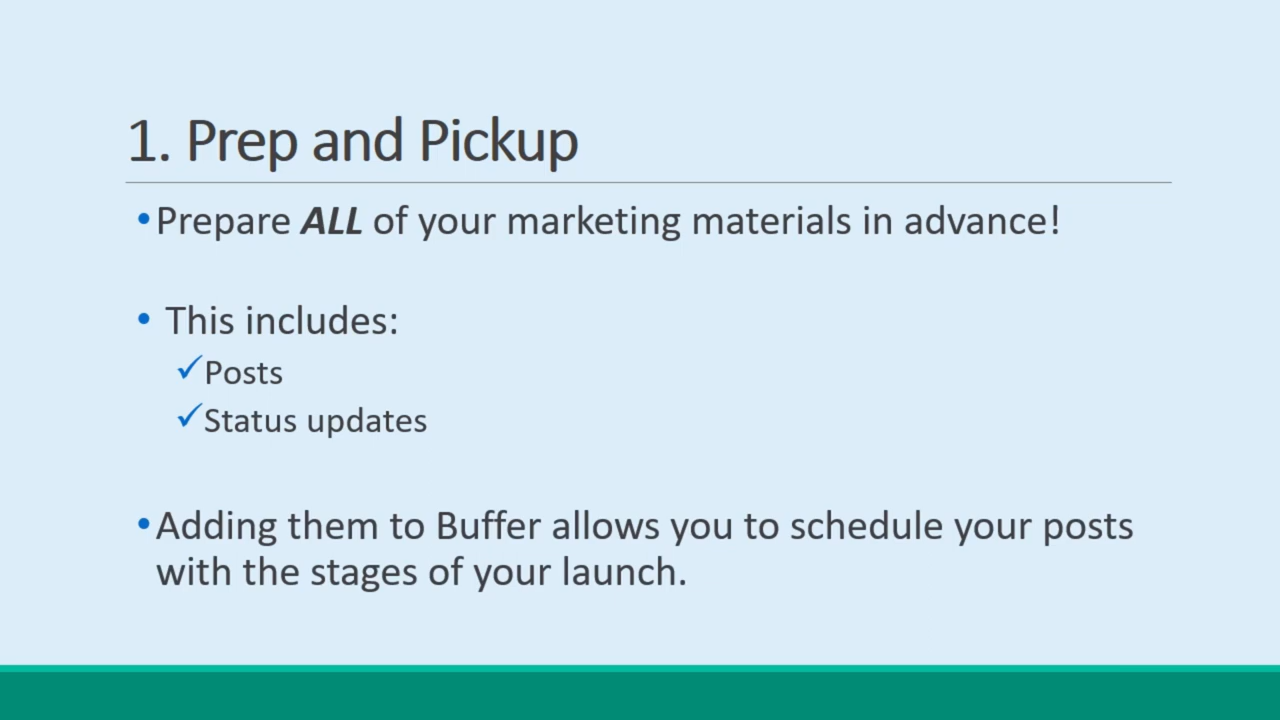 1. Prep and Pickup
•Prepare ALL of your marketing materials in advance!
• This includes:
✓Posts
✓Status updates
•Adding them to Buffer allows you to schedule your posts
with the stages of your launch.